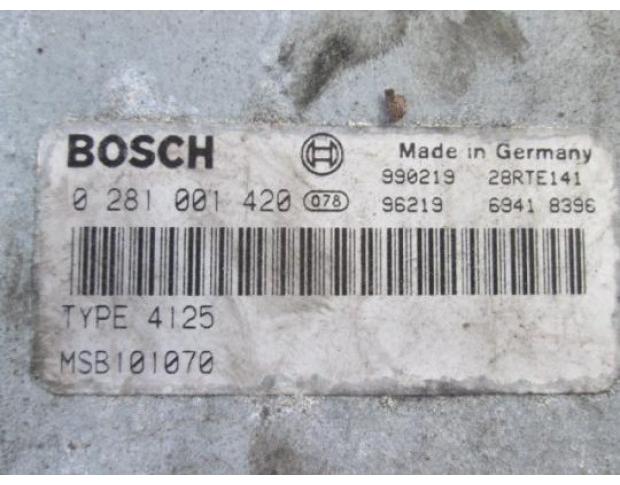 BOSCH
Made in Germany
990219 28RTE141
0 281 001 420 078 96219 6941 8396
TYPE 4125
MSB101070